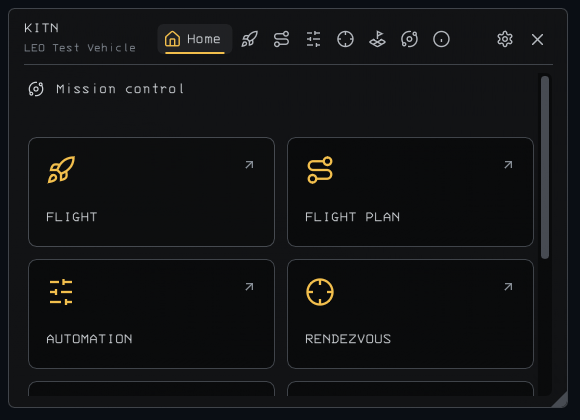 KITN
LEO Test Vehicle
Home
Mission control
FLIGHT
FLIGHT PLAN
AUTOMATION
RENDEZVOUS